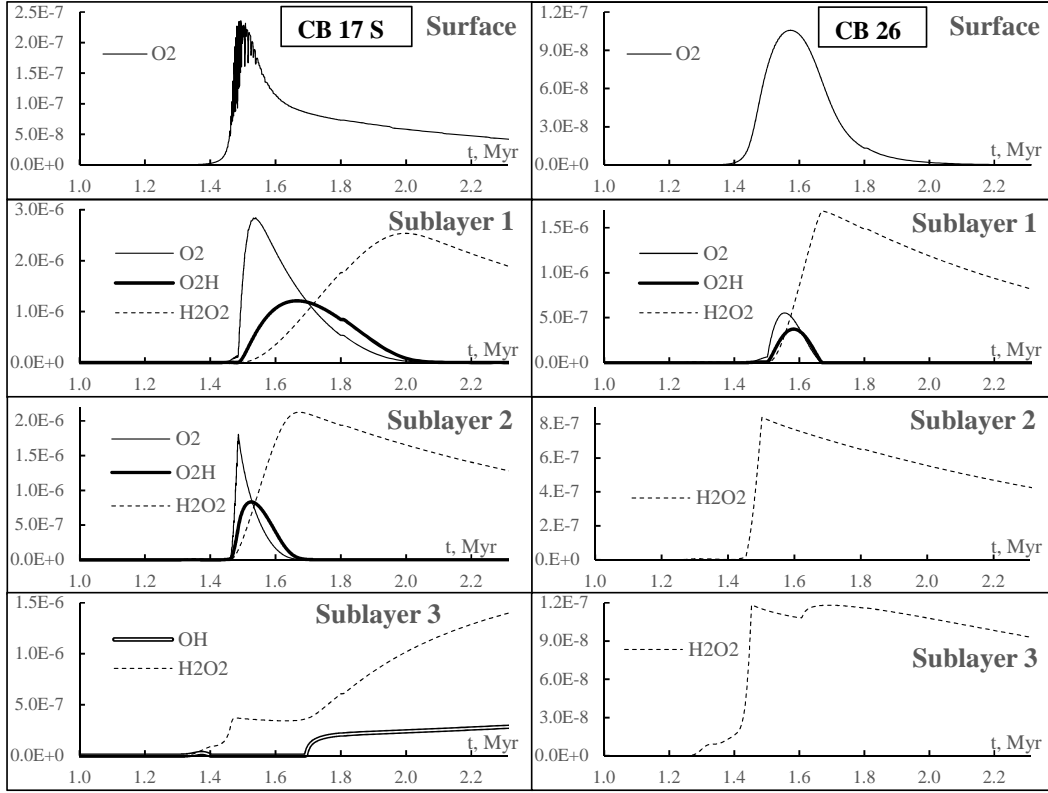 CB 17 S
Surface
2.5E-7
2.0E-7
1.5E-7
1.0E-7
5.0E-8
0.0E+0
O2
t, Myr
1.0 1.2 1.4 1.6 1.8 2.0 2.2
CB 26
Surface
1.2E-7
9.0E-8
6.0E-8
3.0E-8
0.0E+0
O2
t, Myr
1.0 1.2 1.4 1.6 1.8 2.0 2.2
Sublayer 1
3.0E-6
2.0E-6
1.0E-6
0.0E+0
O2
O2H
H2O2
t, Myr
1.0 1.2 1.4 1.6 1.8 2.0 2.2
Sublayer 1
1.5E-6
1.0E-6
5.0E-7
0.0E+0
O2
O2H
H2O2
t, Myr
1.0 1.2 1.4 1.6 1.8 2.0 2.2
Sublayer 2
2.0E-6
1.5E-6
1.0E-6
5.0E-7
0.0E+0
O2
O2H
H2O2
t, Myr
1.0 1.2 1.4 1.6 1.8 2.0 2.2
Sublayer 2
8.E-7
6.E-7
4.E-7
2.E-7
0.E+0
H2O2
t, Myr
1.0 1.2 1.4 1.6 1.8 2.0 2.2
Sublayer 3
1.5E-6
1.0E-6
5.0E-7
0.0E+0
OH
H2O2
t, Myr
1.0 1.2 1.4 1.6 1.8 2.0 2.2
1.2E-7
9.0E-8
6.0E-8
3.0E-8
0.0E+0
H2O2
Sublayer 3
t, Myr
1.0 1.2 1.4 1.6 1.8 2.0 2.2